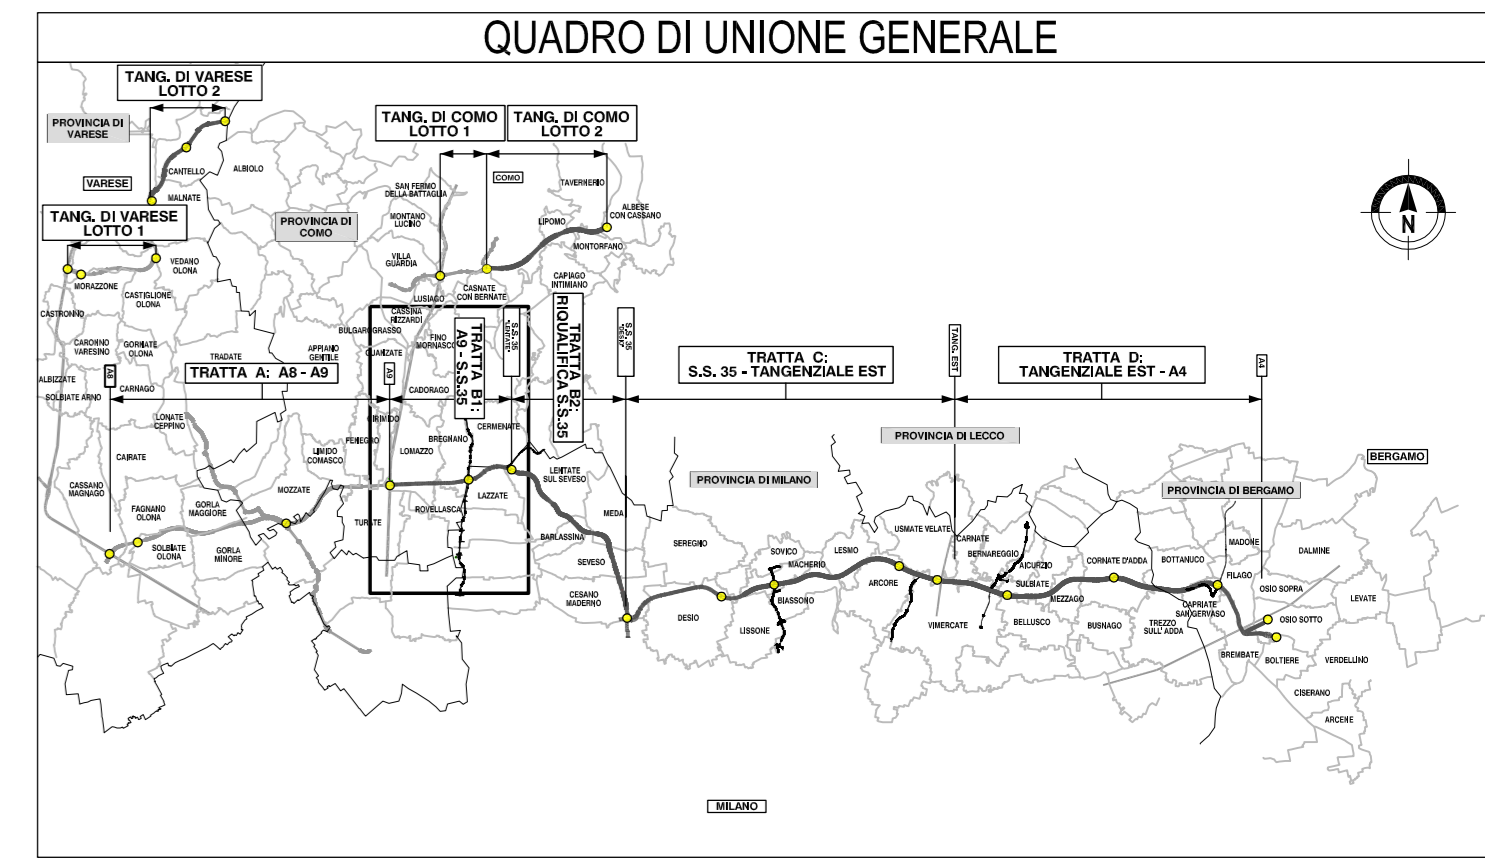 QUADRO DI UNIONE GENERALE
TANG. DI VARESE
LOTTO 2
PROVINCIA DI
VARESE
CANTELLO
ALBIOLO
VARESE
MALNATE
TANG. DI VARESE
LOTTO 1
VEDANO
OLONA
MORAZZONE
CASTIGLIONE
OLONA
CASTRONNO
CARONNO
VARESINO
GORNATE
OLONA
TRADATE
ALBIZZATE
SOLBIATE ARNO
CARNAGO
PROVINCIA DI
COMO
TANG. DI COMO
LOTTO 1
TANG. DI COMO
LOTTO 2
COMO
SAN FERMO
DELLA BATTAGLIA
TAVERNERIO
MONTANO
LUCINO
LIPOMO
ALBESE
CON CASSANO
MONTORFANO
VILLA
GUARDIA
CAPIAGO
INTIMIANO
CASNATE
CON BERNATE
LUSIAGO
CASSINA
RIZZARDI
BULGAROGRASSO
FINO
MORNASCO
APPIANO
GENTILE
GUANZATE
N
A8
TRATTA A: A8 - A9
A9
CADORAGO
TRATTA B1:
A9 - S.S.35
S.S. 35
"LENTATE"
TRATTA B2:
RIQUALIFICA S.S.35
S.S. 35
"DESIO"
TRATTA C:
S.S. 35 - TANGENZIALE EST
TANG. EST
TRATTA D:
TANGENZIALE EST - A4
A4
LONATE
CEPPINO
CIRIMIDO
FENEGRO
BREGNANO
CERMENATE
LOMAZZO
LIMIDO
COMASCO
CAIRATE
CASSANO
MAGNAGO
MOZZATE
FAGNANO
OLONA
GORLA
MAGGIORE
TURATE
ROVELLASCA
LAZZATE
LENTATE
SUL SEVESO
SOLBIATE
OLONA
GORLA
MINORE
MEDA
BARLASSINA
SEVESO
CESANO
MADERNO
PROVINCIA DI MILANO
PROVINCIA DI LECCO
PROVINCIA DI BERGAMO
BERGAMO
SEREGNO
SOVICO
MACHERIO
LESMO
USMATE VELATE
CARNATE
BERNAREGGIO
AICURZIO
CORNATE D'ADDA
BOTTANUCO
MADONE
DALMINE
FILAGO
ARCORE
SULBIATE
MEZZAGO
OSIO SOPRA
BIASSONO
DESIO
LISSONE
VIMERCATE
BELLUSCO
BUSNAGO
TREZZO
SULL' ADDA
CAPRIATE
SAN GERVASO
LEVATE
OSIO SOTTO
BREMBATE
BOLTIERE
VERDELLINO
CISERANO
ARCENE
MILANO